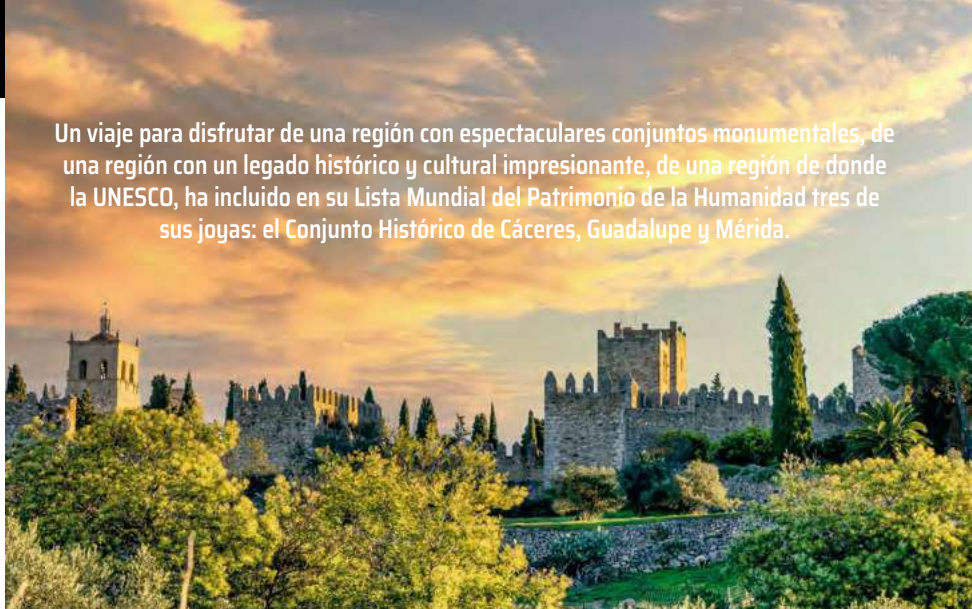 Un viaje para disfrutar de una región con espectaculares conjuntos monumentales, de
una región con un legado histórico y cultural impresionante, de una región de donde
la UNESCO, ha incluido en su Lista Mundial del Patrimonio de la Humanidad tres de
sus joyas: el Conjunto Histórico de Cáceres, Guadalupe y Mérida.